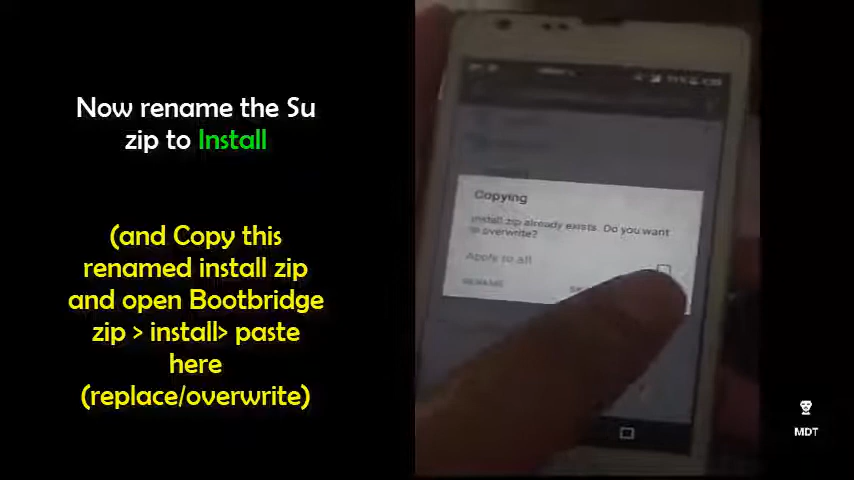 Now rename the Su
zip to Install
(and Copy this
renamed install zip
and open Bootbridge
zip > install> paste
here
(replace/overwrite)
Copying
install.zip already exists. Do you want
to overwrite?
Apply to all
RENAME
MDT